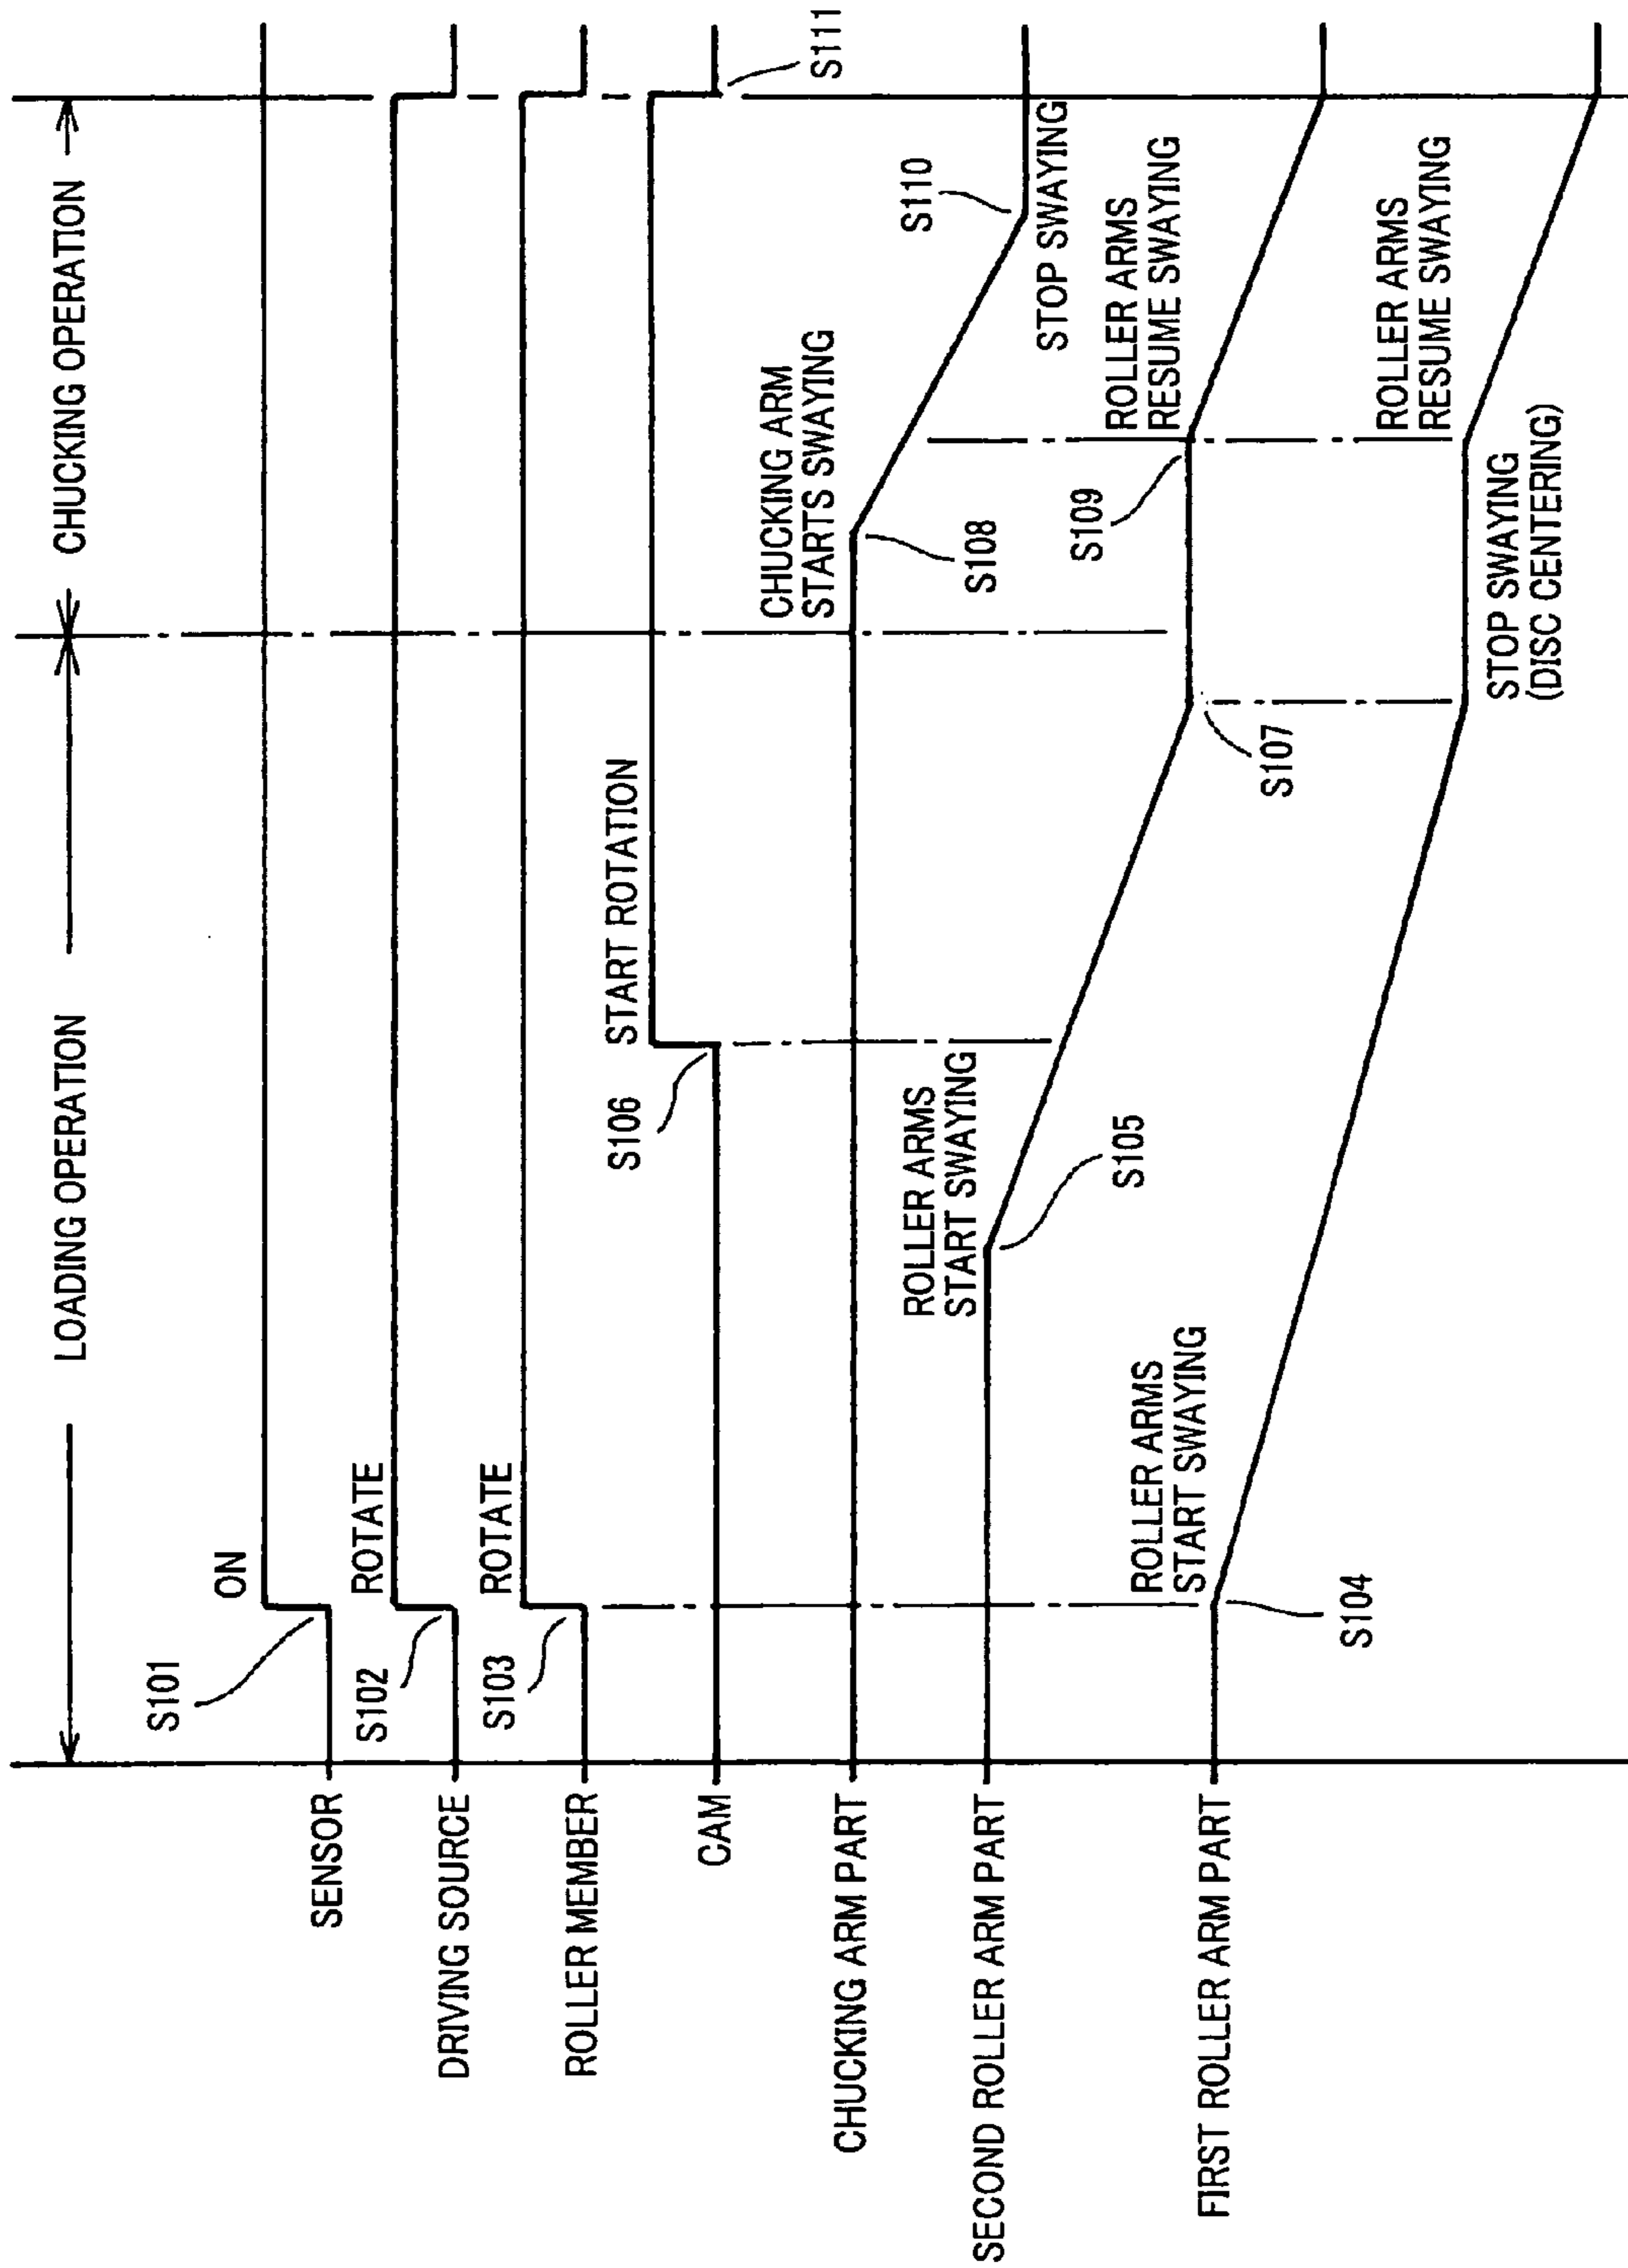 LOADING OPERATION
CHUCKING OPERATION
SENSOR
S101
ON
DRIVING SOURCE
S102
ROTATE
ROLLER MEMBER
S103
ROTATE
CAM
S106
START ROTATION
S111
CHUCKING ARM PART
CHUCKING ARM
STARTS SWAYING
S108
S110
STOP SWAYING
SECOND ROLLER ARM PART
ROLLER ARMS
START SWAYING
S105
S107
S109
ROLLER ARMS
RESUME SWAYING
FIRST ROLLER ARM PART
ROLLER ARMS
START SWAYING
S104
STOP SWAYING
(DISC CENTERING)
ROLLER ARMS
RESUME SWAYING